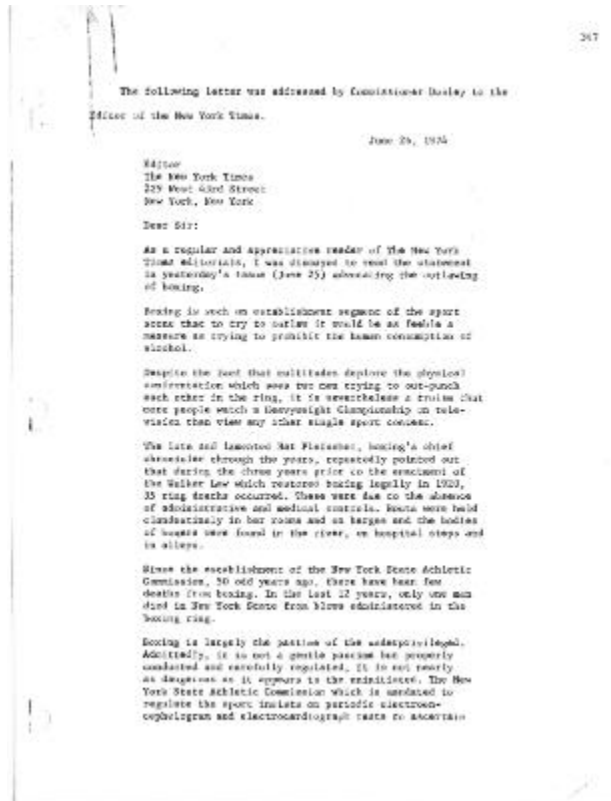 347
The following letter was addressed by Commissioner Dooley to the
Editor of the New York Times.
June 26, 1974
Editor
The New York Times
229 West 43rd Street
New York, New York
Dear Sir:
As a regular and appreciative reader of The New York
Times editorials, I was dismayed to read the statement
in yesterday's issue (June 25) advocating the outlawing
of boxing.
Boxing is such an establishment segment of the sport
scene that to try to outlaw it would be as feeble a
measure as trying to prohibit the human consumption of
alcohol.
Despite the fact that multitudes deplore the physical
confrontation which sees two men trying to out-punch
each other in the ring, it is nevertheless a truism that
more people watch a Heavyweight Championship on tele-
vision than view any other single sport contest.
The late and lamented Nat Fleischer, boxing's chief
chronicler through the years, repeatedly pointed out
that during the three years prior to the enactment of
the Walker Law which restored boxing legally in 1920,
35 ring deaths occurred. These were due to the absence
of administrative and medical controls. Bouts were held
clandestinely in bar rooms and on barges and the bodies
of boxers were found in the river, on hospital steps and
in alleys.
Since the establishment of the New York State Athletic
Commission, 50 odd years ago, there have been few
deaths from boxing. In the last 12 years, only one man
died in New York State from blows administered in the
boxing ring.
Boxing is largely the pastime of the underprivileged.
Admittedly, it is not a gentle pastime but properly
conducted and carefully regulated, it is not nearly
as dangerous as it appears to the uninitiated. The New
York State Athletic Commission which is mandated to
regulate the sport insists on periodic electroen-
cephelogram and electrocardiograph tests to ascertain